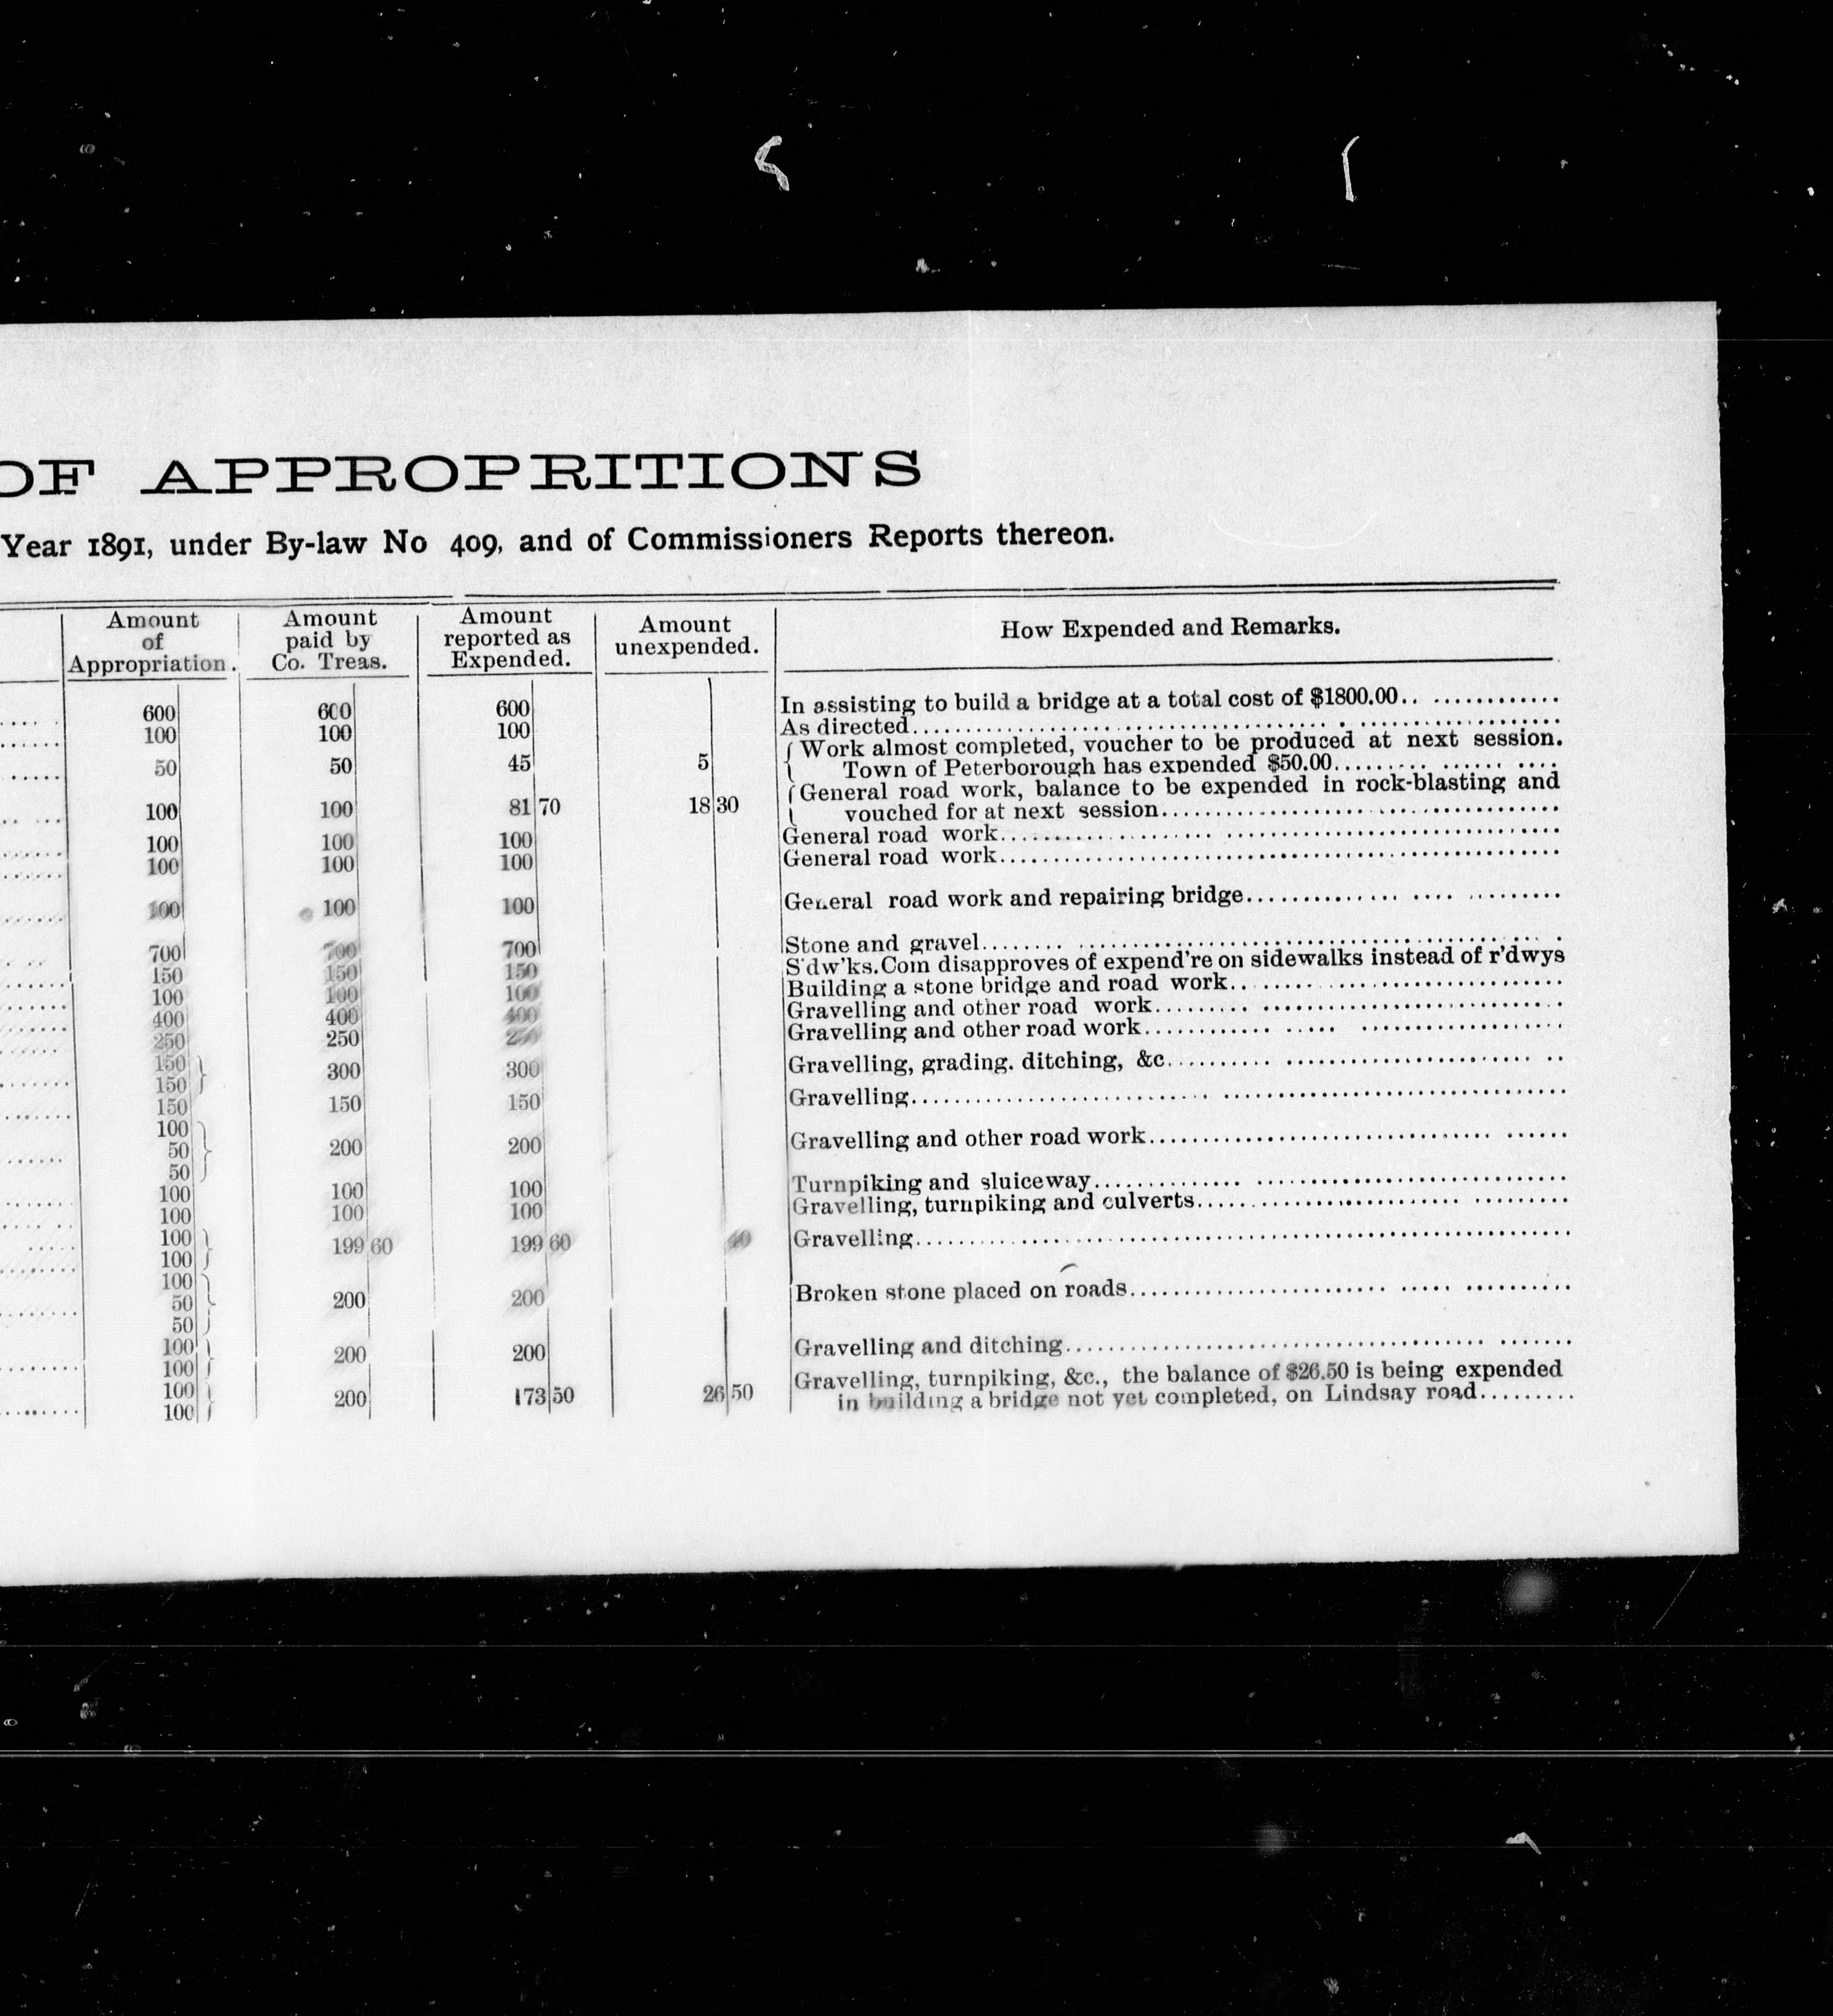 OF APPROPRITIONS
Year 1891, under By-law No 409, and of Commissioners Reports thereon.
Amount of Appropriation. Amount paid by Co. Treas. Amount reported as Expended. Amount unexpended. How Expended and Remarks.
600 600 600 In assisting to build a bridge at a total cost of $1800.00
100 100 100 As directed
50 50 45 5 Work almost completed, voucher to be produced at next session.
Town of Peterborough has expended $50.00
100 100 81 70 18 30 General road work, balance to be expended in rock-blasting and
vouched for at next session
100 100 100 General road work
100 100 100 General road work
100 100 100 General road work and repairing bridge
700 700 700 Stone and gravel
150 150 150 S'dw'ks.Com disapproves of expend're on sidewalks instead of r'dwys
100 100 100 Building a stone bridge and road work
400 400 400 Gravelling and other road work
250 250 250 Gravelling and other road work
150
150 300 300 Gravelling, grading. ditching, &c
150 150 150 Gravelling
100
50 200 200 Gravelling and other road work
50
100 100 100 Turnpiking and sluiceway
100 100 100 Gravelling, turnpiking and culverts
100 199 60 199 60 40 Gravelling
100
100
50 200 200 Broken stone placed on roads
50
100
100 200 200 Gravelling and ditching
100 200 173 50 26 50 Gravelling, turnpiking, &c., the balance of $26.50 is being expended
100 in building a bridge not yet completed, on Lindsay road